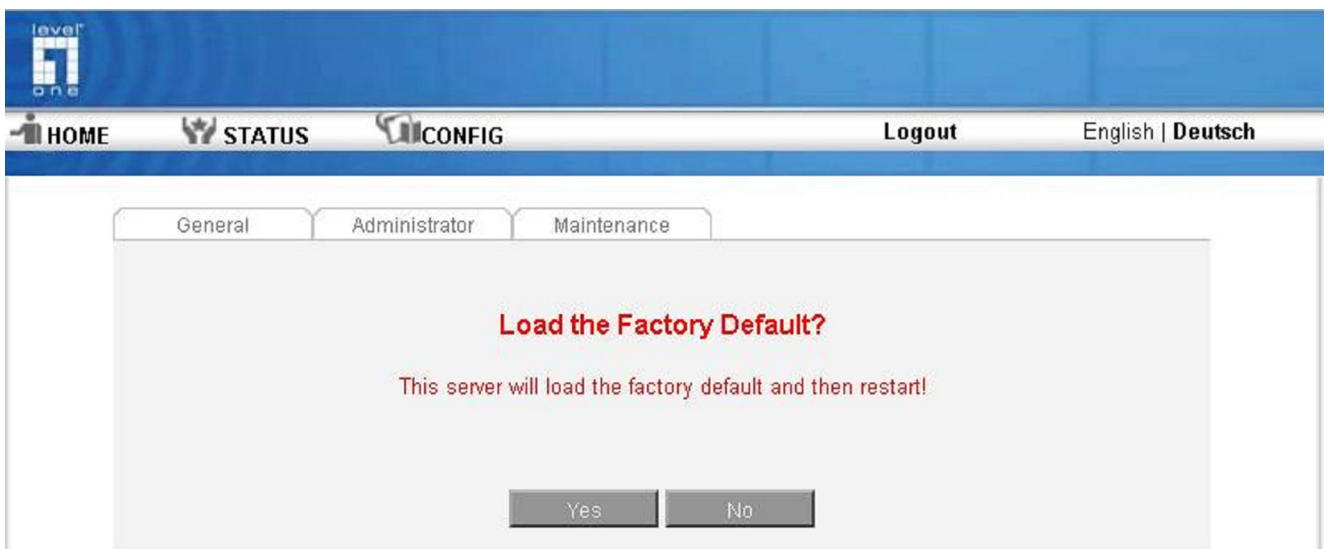 level
one
HOME STATUS CONFIG Logout English | Deutsch
General Administrator Maintenance
Load the Factory Default?
This server will load the factory default and then restart!
Yes No